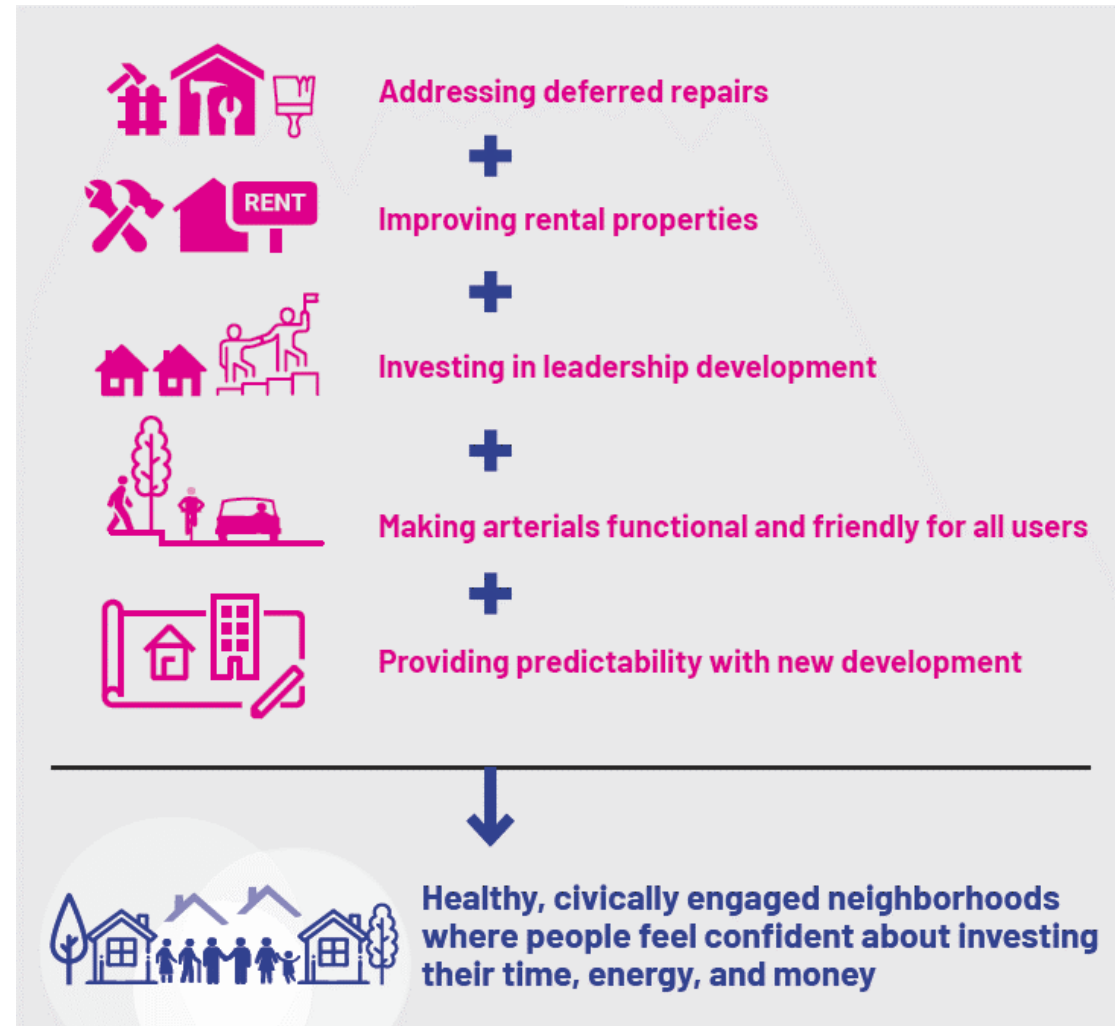 Addressing deferred repairs
+
RENT
Improving rental properties
+
Investing in leadership development
+
Making arterials functional and friendly for all users
+
Providing predictability with new development
Healthy, civically engaged neighborhoods
where people feel confident about investing
their time, energy, and money